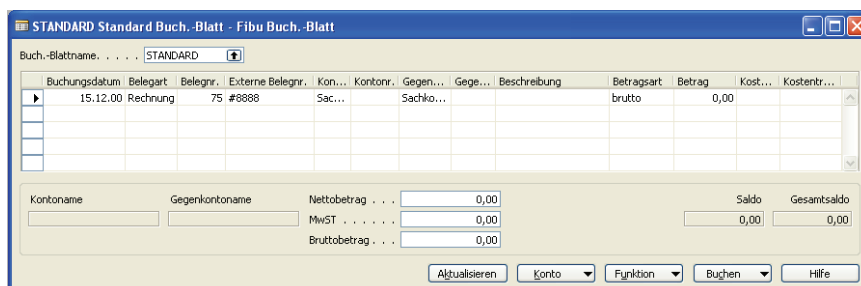 STANDARD Standard Buch.-Blatt - Fibu Buch.-Blatt
Buch.-Blattname. . . . . STANDARD
Buchungsdatum Belegart Belegnr. Externe Belegnr. Kon... Kontonr. Gegen... Gege... Beschreibung Betragsart Betrag Kost... Kostentr...
15.12.00 Rechnung 75 #8888 Sac... Sachko... brutto 0,00
Kontoname Gegenkontoname Nettobetrag . . . 0,00 Saldo Gesamtsaldo
MwST . . . . . . 0,00 0,00 0,00
Bruttobetrag . . . 0,00
Aktualisieren Konto Funktion Buchen Hilfe